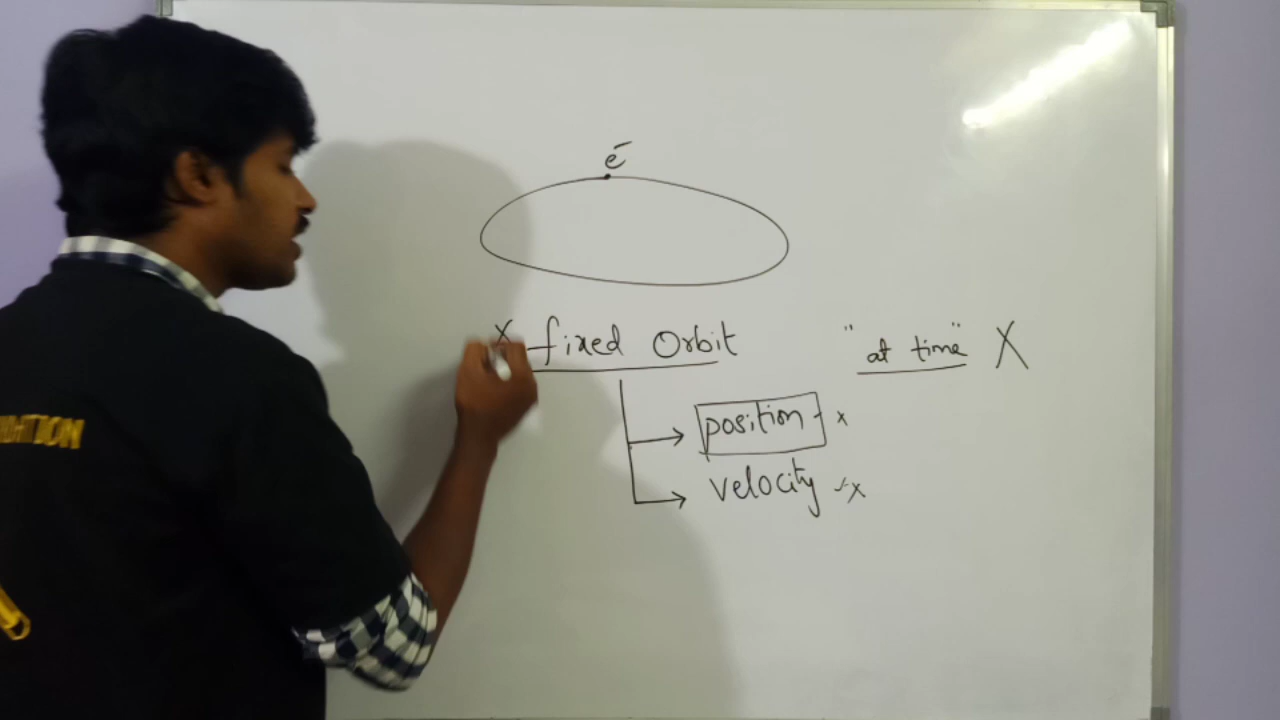 e⁻
x fixed Orbit "at time" X
position - x
velocity - x